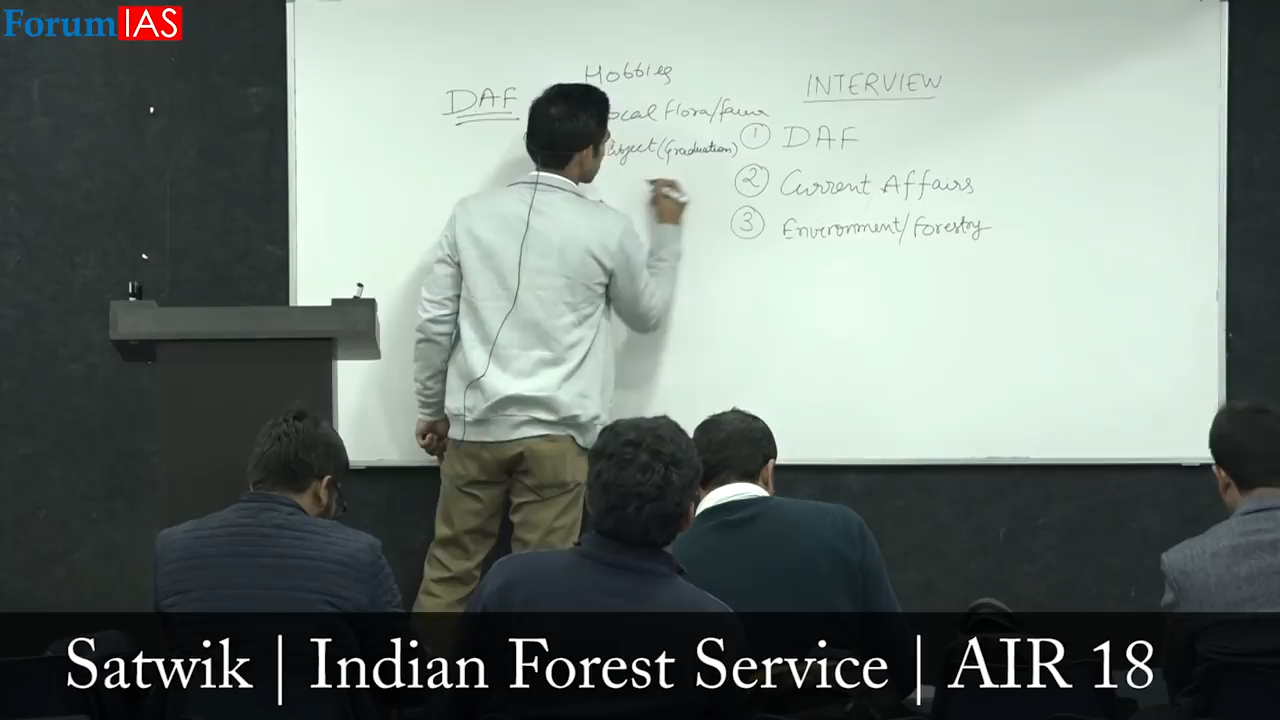 ForumIAS
Hobbies
DAF
ocal flora/fauna
ubject (Graduation)
INTERVIEW
① DAF
② Current Affairs
③ Environment/Forestry
Satwik | Indian Forest Service | AIR 18